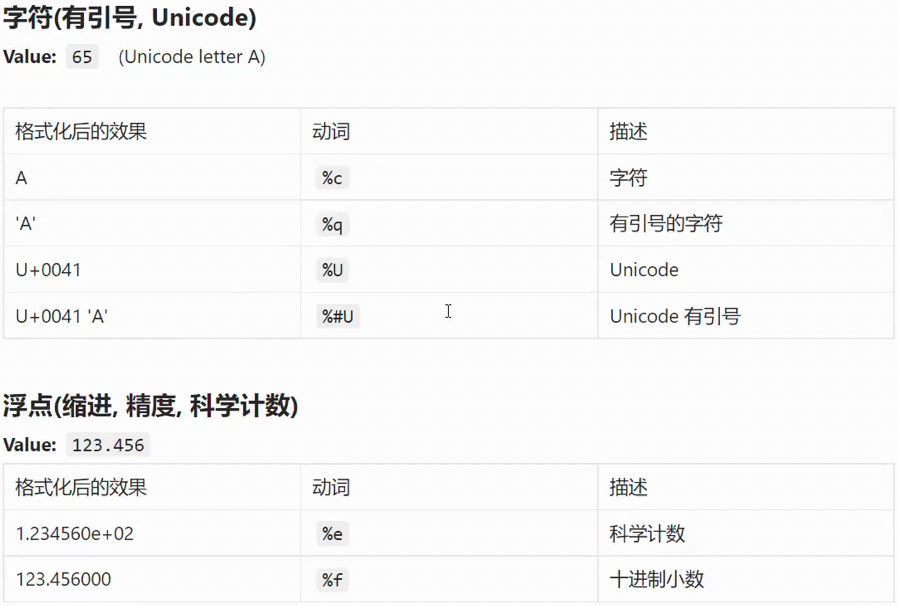 字符(有引号, Unicode)
Value: 65 (Unicode letter A)
格式化后的效果 动词 描述
A %c 字符
'A' %q 有引号的字符
U+0041 %U Unicode
U+0041 'A' %#U Unicode 有引号
浮点(缩进, 精度, 科学计数)
Value: 123.456
格式化后的效果 动词 描述
1.234560e+02 %e 科学计数
123.456000 %f 十进制小数